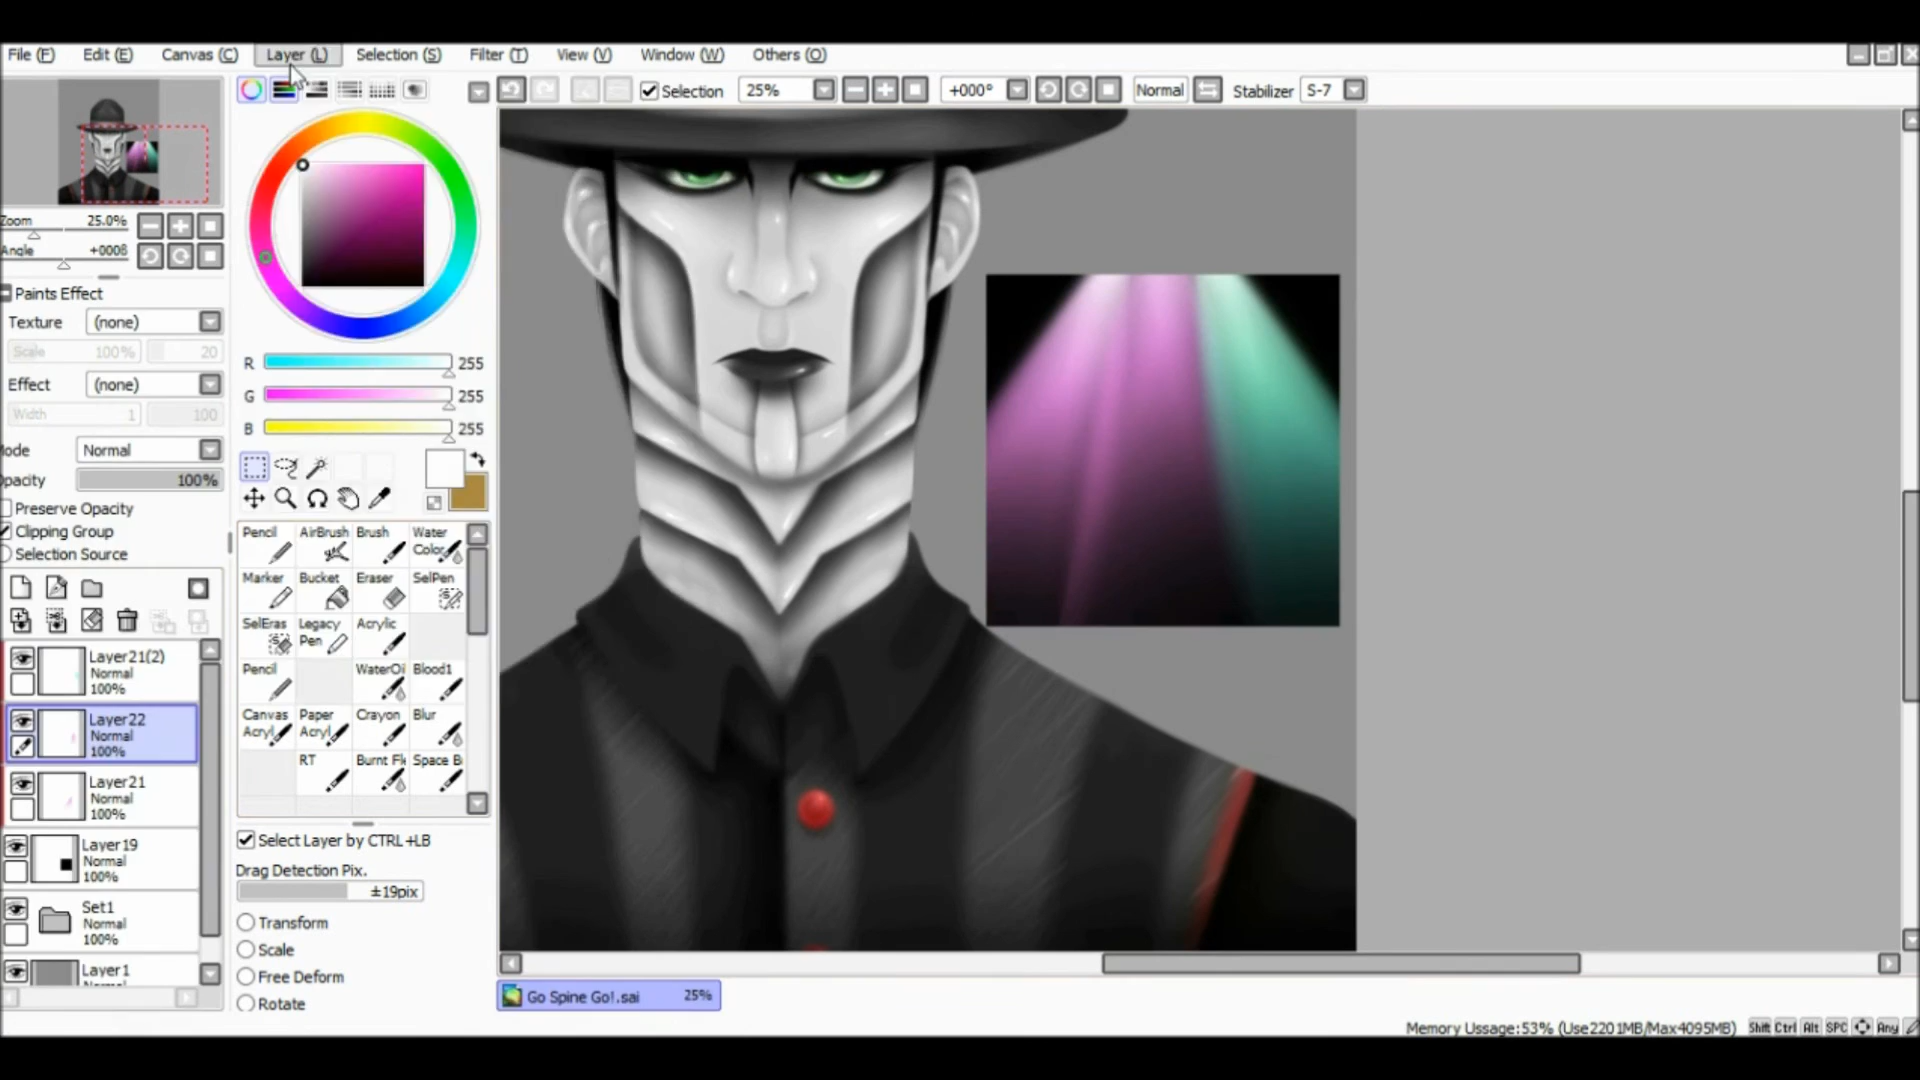 File (F) Edit (E) Canvas (C) Layer (L) Selection (S) Filter (T) View (V) Window (W) Others (O)
Selection 25% +000° Normal Stabilizer S-7
Zoom 25.0%
Angle +000ß
Paints Effect
Texture (none)
Scale 100% 20
Effect (none)
Width 1 100
Mode Normal
Opacity 100%
Preserve Opacity
Clipping Group
Selection Source
R 255
G 255
B 255
Pencil AirBrush Brush Water Color
Marker Bucket Eraser SelPen
SelEras Legacy Pen Acrylic
Pencil WaterOi Blood1
Canvas Acryl Paper Acryl Crayon Blur
RT Burnt Fl Space B
Layer21(2)
Normal
100%
Layer22
Normal
100%
Layer21
Normal
100%
Layer19
Normal
100%
Set1
Normal
100%
Layer1
Select Layer by CTRL+LB
Drag Detection Pix.
±19pix
Transform
Scale
Free Deform
Rotate
Go Spine Go!.sai 25%
Memory Ussage:53% (Use2201MB/Max4095MB) Shift Ctrl Alt SPC Any